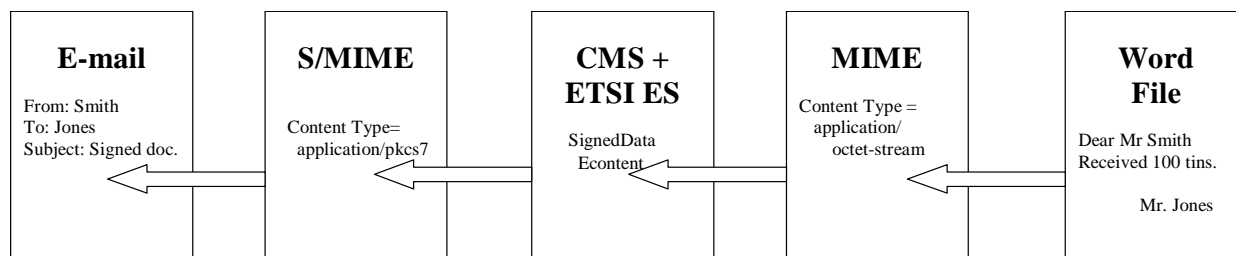 E-mail
From: Smith
To: Jones
Subject: Signed doc.
S/MIME
Content Type=
application/pkcs7
CMS +
ETSI ES
SignedData
Econtent
MIME
Content Type =
application/
octet-stream
Word
File
Dear Mr Smith
Received 100 tins.
Mr. Jones